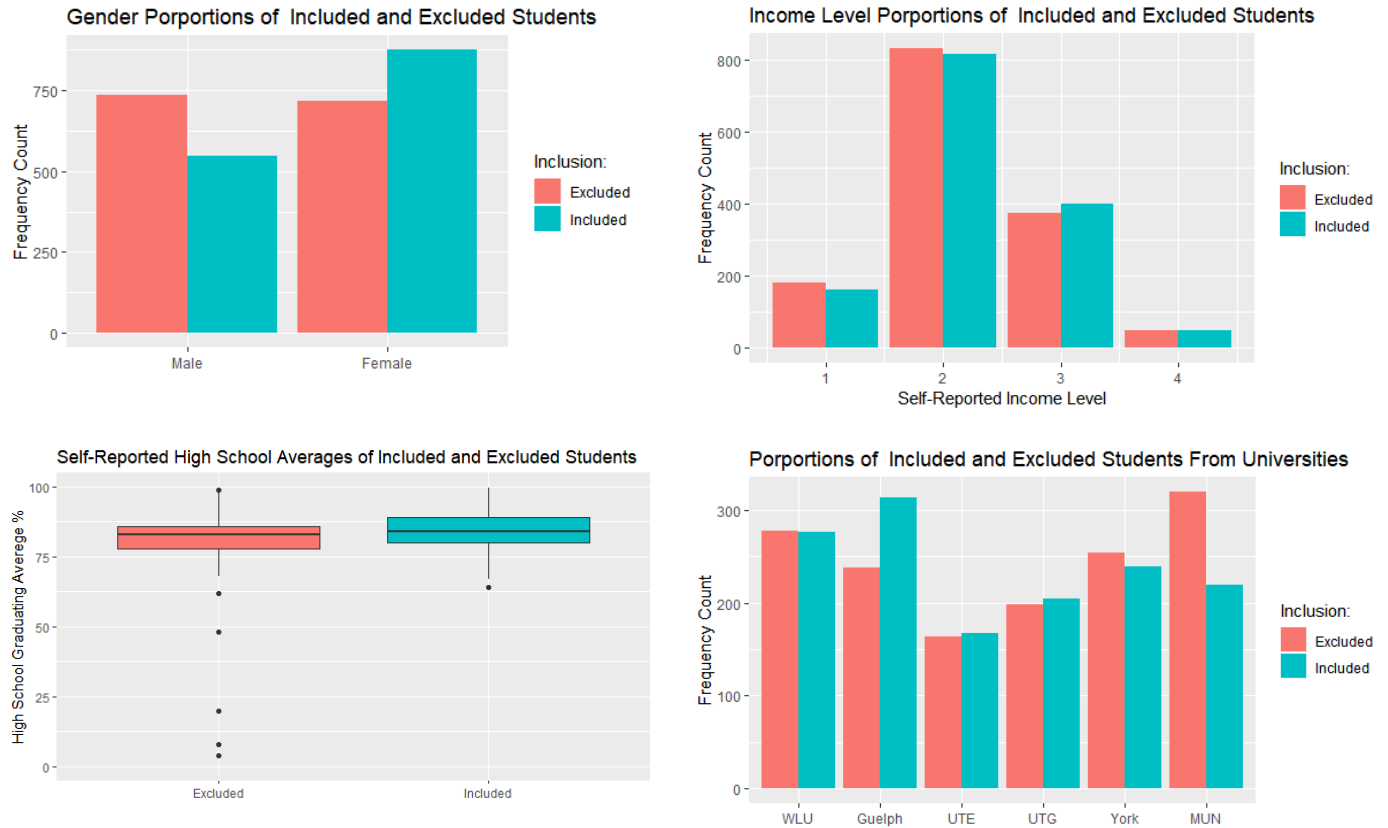 Gender Porportions of  Included and Excluded Students
Frequency Count
750
500
250
0
Male Female
Inclusion:
Excluded
Included
Income Level Porportions of  Included and Excluded Students
Frequency Count
800
600
400
200
0
1 2 3 4
Self-Reported Income Level
Inclusion:
Excluded
Included
Self-Reported High School Averages of Included and Excluded Students
High School Graduating Averege %
100
75
50
25
0
Excluded Included
Porportions of  Included and Excluded Students From Universities
Frequency Count
300
200
100
0
WLU Guelph UTE UTG York MUN
Inclusion:
Excluded
Included